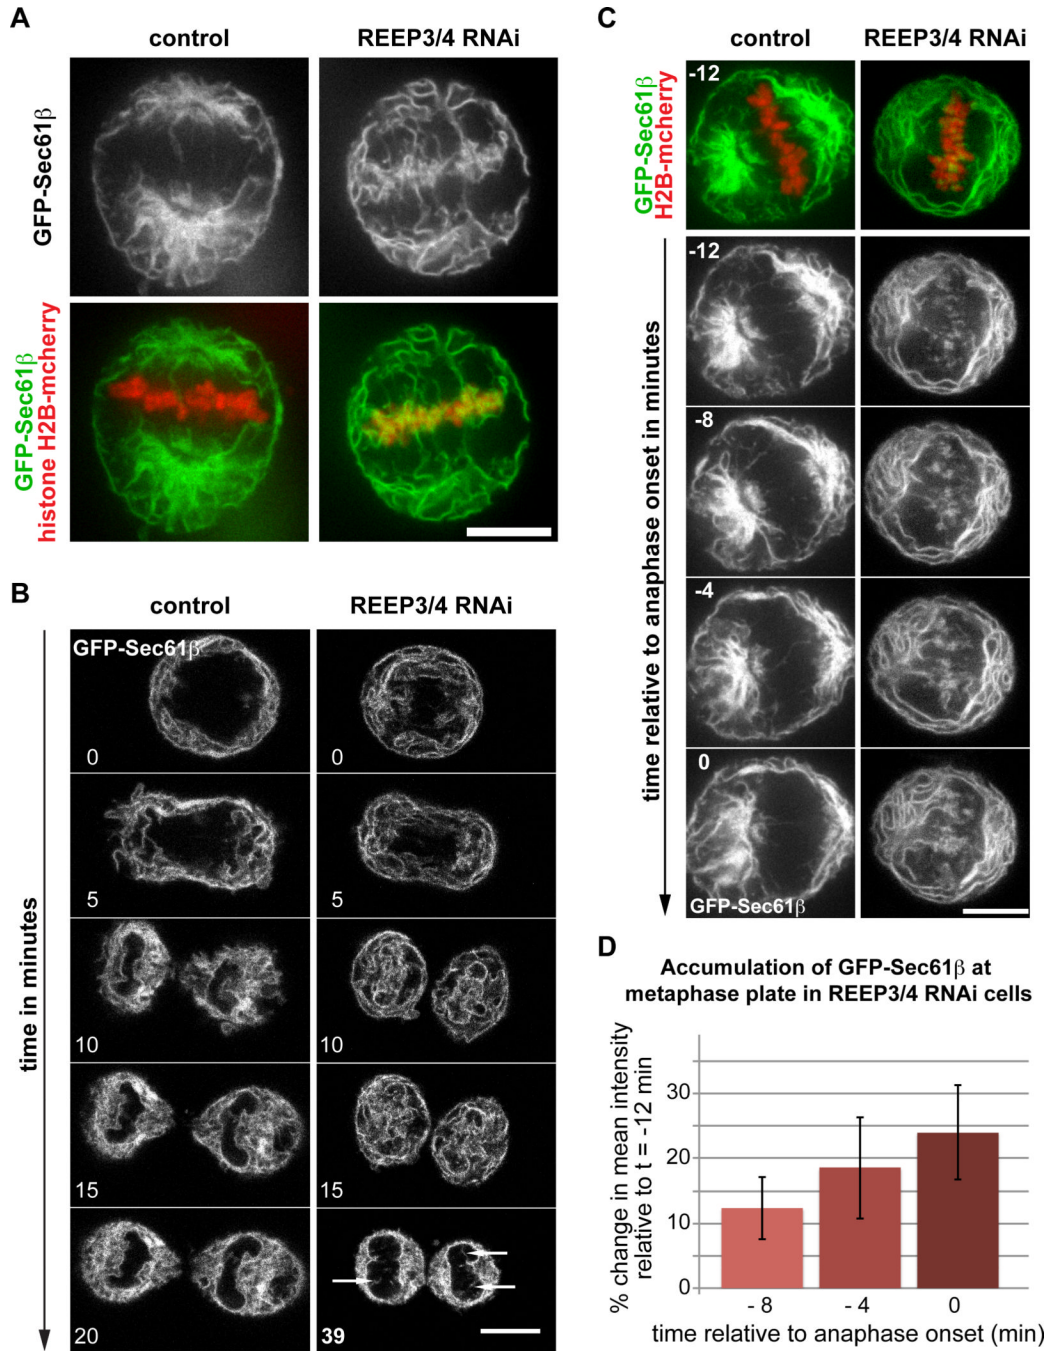 A
control
REEP3/4 RNAi
GFP-Sec61β
GFP-Sec61β
histone H2B-mcherry
B
control
REEP3/4 RNAi
time in minutes
GFP-Sec61β
0
0
5
5
10
10
15
15
20
39
C
control
REEP3/4 RNAi
GFP-Sec61β
H2B-mcherry
-12
time relative to anaphase onset in minutes
-12
-8
-4
0
GFP-Sec61β
D
Accumulation of GFP-Sec61β at
metaphase plate in REEP3/4 RNAi cells
% change in mean intensity
relative to t = -12 min
30
20
10
0
- 8
- 4
0
time relative to anaphase onset (min)